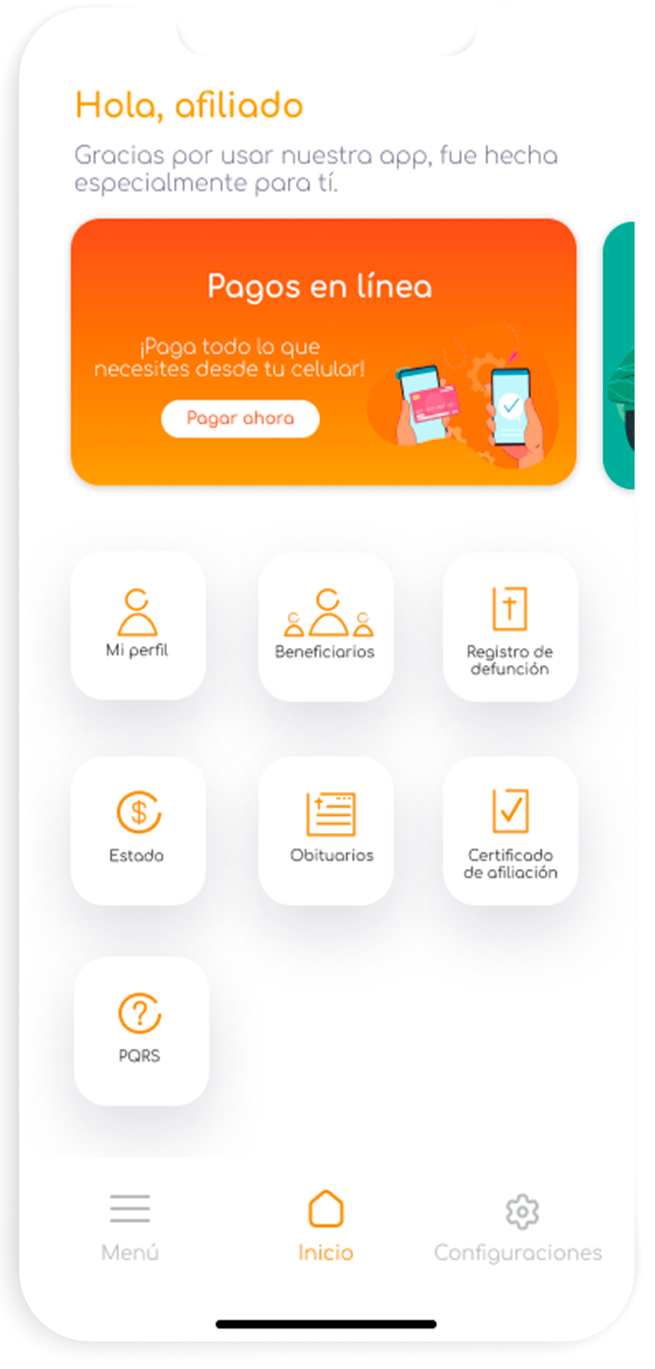 Hola, afiliado
Gracias por usar nuestra app, fue hecha
especialmente para tí.
Pagos en línea
¡Paga todo lo que
necesites desde tu celular!
Pagar ahora
Mi perfil
Beneficiarios
Registro de
defunción
Estado
Obituarios
Certificado
de afiliación
PQRS
Menú
Inicio
Configuraciones